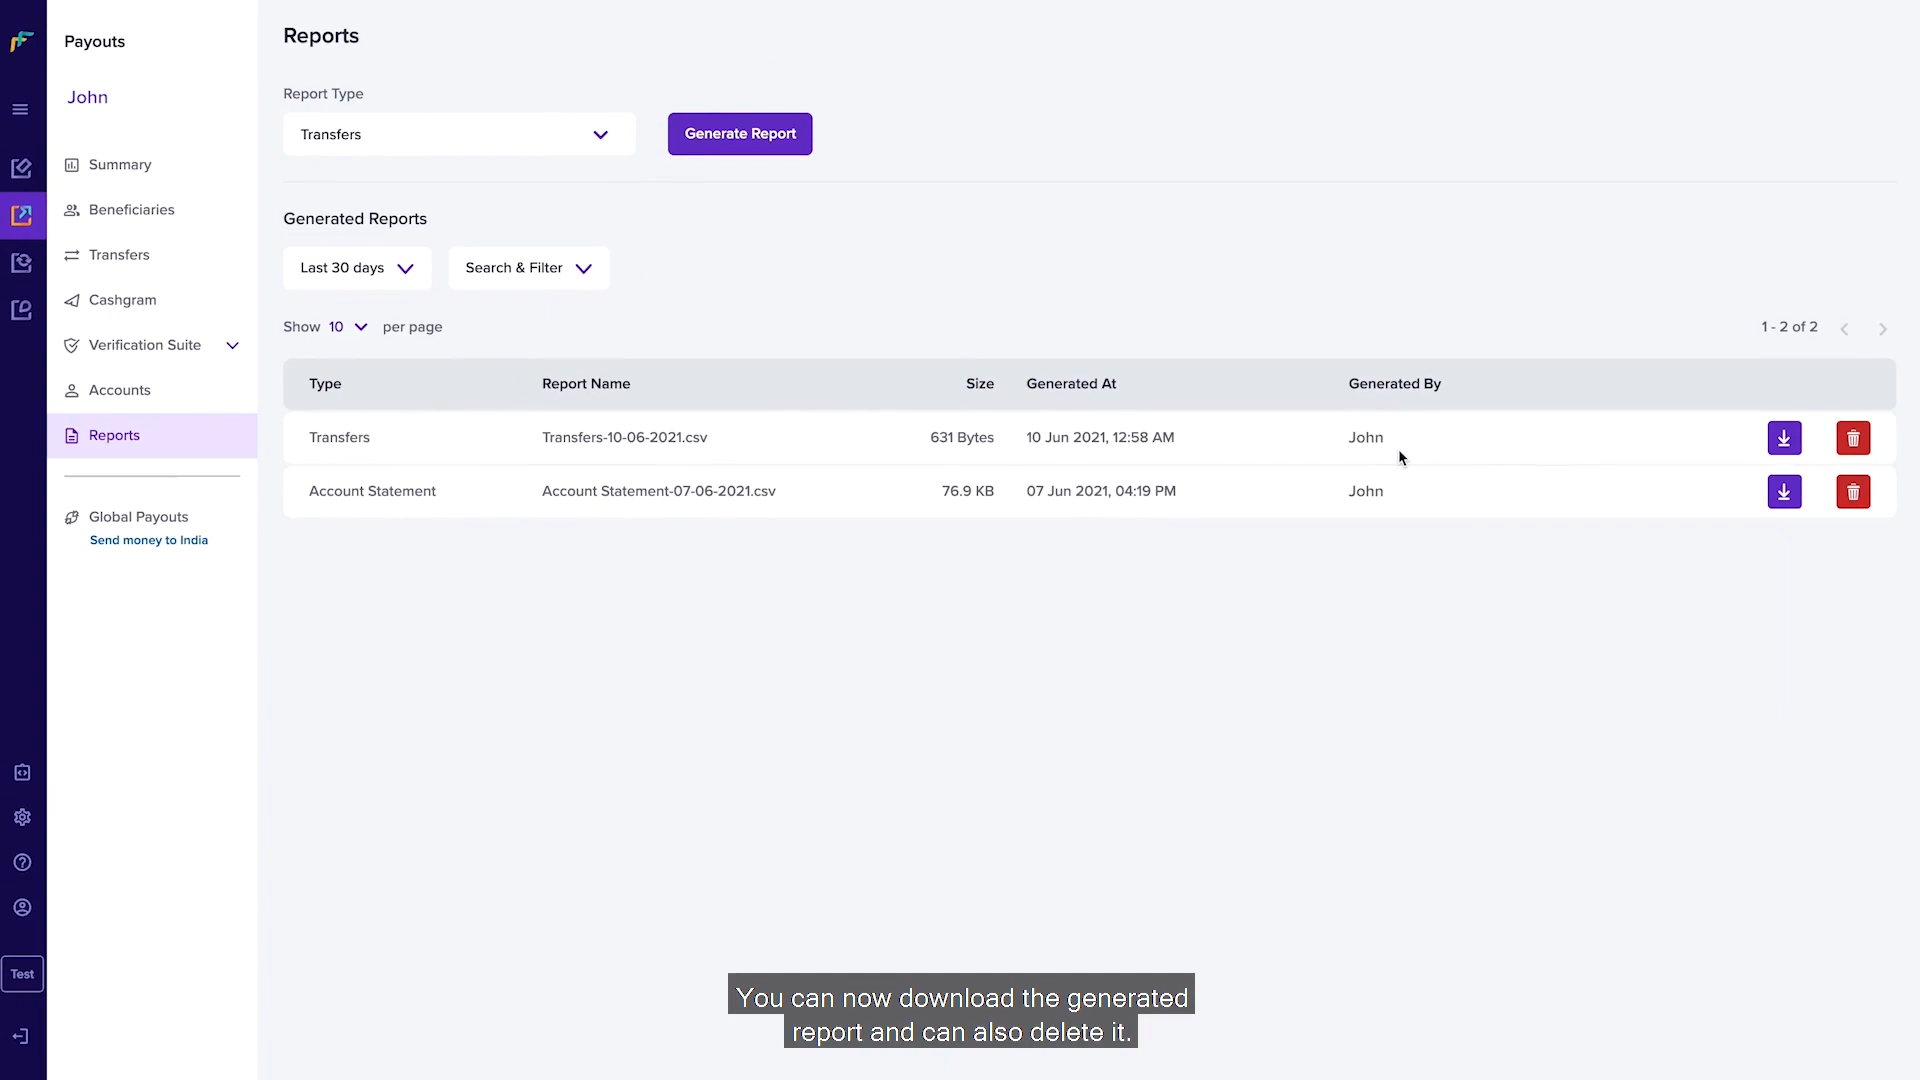 Payouts
John
Summary
Beneficiaries
Transfers
Cashgram
Verification Suite
Accounts
Reports
Global Payouts
Send money to India
Test
Reports
Report Type
Transfers
Generate Report
Generated Reports
Last 30 days Search & Filter
Show 10 per page 1 - 2 of 2
Type Report Name Size Generated At Generated By
Transfers Transfers-10-06-2021.csv 631 Bytes 10 Jun 2021, 12:58 AM John
Account Statement Account Statement-07-06-2021.csv 76.9 KB 07 Jun 2021, 04:19 PM John
You can now download the generated
report and can also delete it.